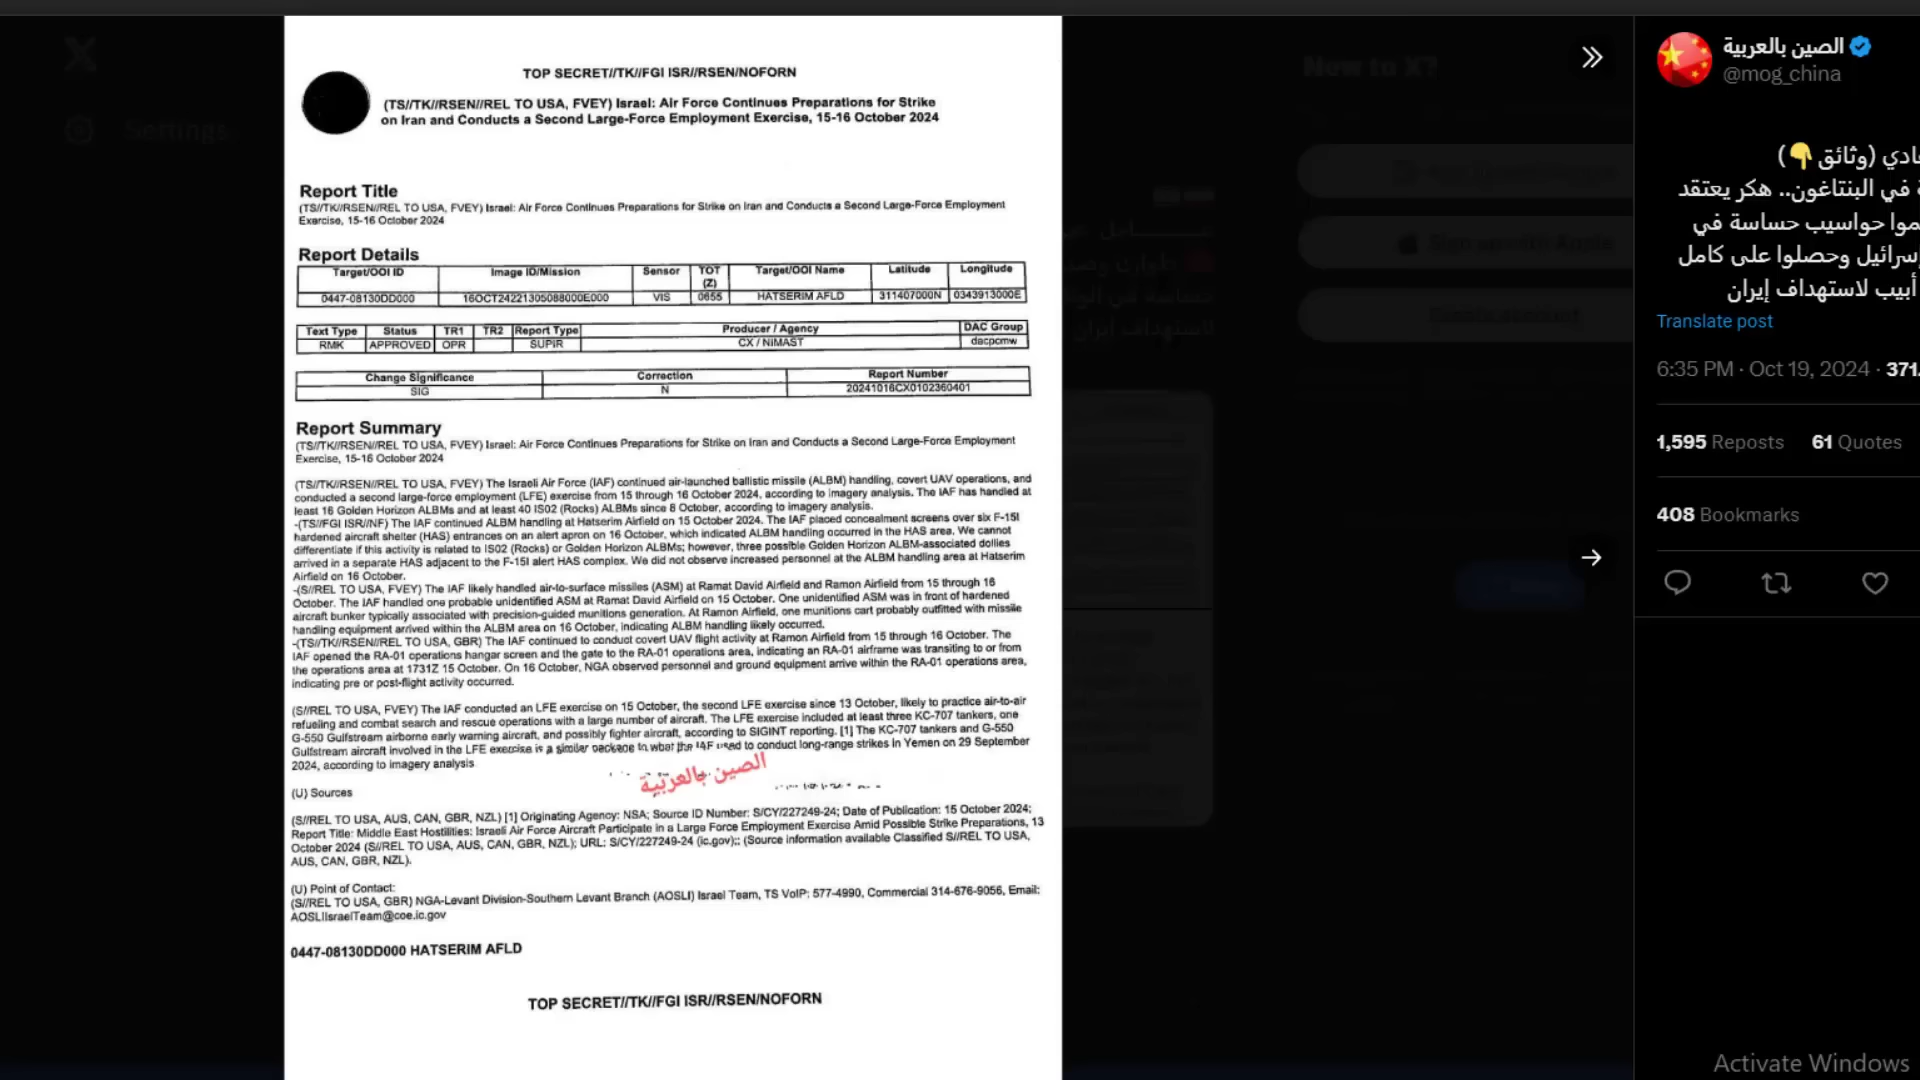 TOP SECRET//TK//FGI ISR//RSEN/NOFORN
(TS//TK//RSEN//REL TO USA, FVEY) Israel: Air Force Continues Preparations for Strike
on Iran and Conducts a Second Large-Force Employment Exercise, 15-16 October 2024
Report Title
(TS//TK//RSEN//REL TO USA, FVEY) Israel: Air Force Continues Preparations for Strike on Iran and Conducts a Second Large-Force Employment
Exercise, 15-16 October 2024
Report Details
Target/OOI ID Image ID/Mission Sensor TOT (Z) Target/OOI Name Latitude Longitude
0447-08130DD000 16OCT24221305088000E000 VIS 0655 HATSERIM AFLD 311407000N 0343913000E
Text Type Status TR1 TR2 Report Type Producer / Agency DAC Group
RMK APPROVED OPR SUPIR CX / NIMAST dacpcmw
Change Significance Correction Report Number
SIG N 20241016CX0102360401
Report Summary
(TS//TK//RSEN//REL TO USA, FVEY) Israel: Air Force Continues Preparations for Strike on Iran and Conducts a Second Large-Force Employment
Exercise, 15-16 October 2024
(TS//TK//RSEN//REL TO USA, FVEY) The Israeli Air Force (IAF) continued air-launched ballistic missile (ALBM) handling, covert UAV operations, and
conducted a second large-force employment (LFE) exercise from 15 through 16 October 2024, according to imagery analysis. The IAF has handled at
least 16 Golden Horizon ALBMs and at least 40 IS02 (Rocks) ALBMs since 8 October, according to imagery analysis.
-(TS//FGI ISR//NF) The IAF continued ALBM handling at Hatserim Airfield on 15 October 2024. The IAF placed concealment screens over six F-15I
hardened aircraft shelter (HAS) entrances on an alert apron on 16 October, which indicated ALBM handling occurred in the HAS area. We cannot
differentiate if this activity is related to IS02 (Rocks) or Golden Horizon ALBMs; however, three possible Golden Horizon ALBM-associated dollies
arrived in a separate HAS adjacent to the F-15I alert HAS complex. We did not observe increased personnel at the ALBM handling area at Hatserim
Airfield on 16 October.
-(S//REL TO USA, FVEY) The IAF likely handled air-to-surface missiles (ASM) at Ramat David Airfield and Ramon Airfield from 15 through 16
October. The IAF handled one probable unidentified ASM at Ramat David Airfield on 15 October. One unidentified ASM was in front of hardened
aircraft bunker typically associated with precision-guided munitions generation. At Ramon Airfield, one munitions cart probably outfitted with missile
handling equipment arrived within the ALBM area on 16 October, indicating ALBM handling likely occurred.
-(TS//TK//RSEN//REL TO USA, GBR) The IAF continued to conduct covert UAV flight activity at Ramon Airfield from 15 through 16 October. The
IAF opened the RA-01 operations hangar screen and the gate to the RA-01 operations area, indicating an RA-01 airframe was transiting to or from
the operations area at 1731Z 15 October. On 16 October, NGA observed personnel and ground equipment arrive within the RA-01 operations area,
indicating pre or post-flight activity occurred.
(S//REL TO USA, FVEY) The IAF conducted an LFE exercise on 15 October, the second LFE exercise since 13 October, likely to practice air-to-air
refueling and combat search and rescue operations with a large number of aircraft. The LFE exercise included at least three KC-707 tankers, one
G-550 Gulfstream airborne early warning aircraft, and possibly fighter aircraft, according to SIGINT reporting. [1] The KC-707 tankers and G-550
Gulfstream aircraft involved in the LFE exercise is a similar package to what the IAF used to conduct long-range strikes in Yemen on 29 September
2024, according to imagery analysis
الصين بالعربية
(U) Sources
(S//REL TO USA, AUS, CAN, GBR, NZL) [1] Originating Agency: NSA; Source ID Number: S/CY/227249-24; Date of Publication: 15 October 2024;
Report Title: Middle East Hostilities: Israeli Air Force Aircraft Participate in a Large Force Employment Exercise Amid Possible Strike Preparations, 13
October 2024 (S//REL TO USA, AUS, CAN, GBR, NZL); URL: S/CY/227249-24 (ic.gov);; (Source information available Classified S//REL TO USA,
AUS, CAN, GBR, NZL).
(U) Point of Contact:
(S//REL TO USA, GBR) NGA-Levant Division-Southern Levant Branch (AOSLI) Israel Team, TS VoIP: 577-4990, Commercial 314-676-9056, Email:
AOSLIIsraelTeam@coe.ic.gov
0447-08130DD000 HATSERIM AFLD
TOP SECRET//TK//FGI ISR//RSEN/NOFORN
Settings
New to X?
الصين بالعربية
@mog_china
(وثائق 👇)
في البنتاغون.. هكر يعتقد
حواسيب حساسة في
وحصلوا على كامل
أبيب لاستهداف إيران
Translate post
6:35 PM · Oct 19, 2024 · 371
1,595 Reposts 61 Quotes
408 Bookmarks
Activate Windows